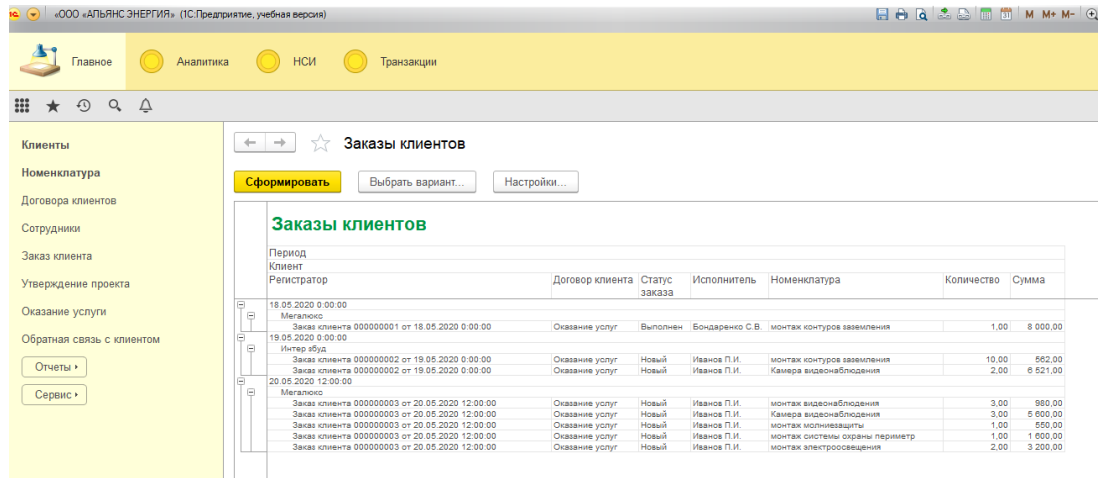 «ООО «АЛЬЯНС ЭНЕРГИЯ» (1С:Предприятие, учебная версия)
M M+ M-
Главное Аналитика НСИ Транзакции
Клиенты
Номенклатура
Договора клиентов
Сотрудники
Заказ клиента
Утверждение проекта
Оказание услуги
Обратная связь с клиентом
Отчеты
Сервис
Заказы клиентов
Сформировать Выбрать вариант... Настройки...
Заказы клиентов
Период
Клиент
Регистратор Договор клиента Статус заказа Исполнитель Номенклатура Количество Сумма
18.05.2020 0:00:00
Мегалюкс
Заказ клиента 000000001 от 18.05.2020 0:00:00 Оказание услуг Выполнен Бондаренко С.В. монтаж контуров заземления 1,00 8 000,00
19.05.2020 0:00:00
Интер збуд
Заказ клиента 000000002 от 19.05.2020 0:00:00 Оказание услуг Новый Иванов П.И. монтаж контуров заземления 10,00 562,00
Заказ клиента 000000002 от 19.05.2020 0:00:00 Оказание услуг Новый Иванов П.И. Камера видеонаблюдения 2,00 6 521,00
20.05.2020 12:00:00
Мегалюкс
Заказ клиента 000000003 от 20.05.2020 12:00:00 Оказание услуг Новый Иванов П.И. монтаж видеонаблюдения 3,00 980,00
Заказ клиента 000000003 от 20.05.2020 12:00:00 Оказание услуг Новый Иванов П.И. Камера видеонаблюдения 3,00 5 600,00
Заказ клиента 000000003 от 20.05.2020 12:00:00 Оказание услуг Новый Иванов П.И. монтаж молниезащиты 1,00 550,00
Заказ клиента 000000003 от 20.05.2020 12:00:00 Оказание услуг Новый Иванов П.И. монтаж системы охраны периметр 1,00 1 600,00
Заказ клиента 000000003 от 20.05.2020 12:00:00 Оказание услуг Новый Иванов П.И. монтаж электроосвещения 2,00 3 200,00